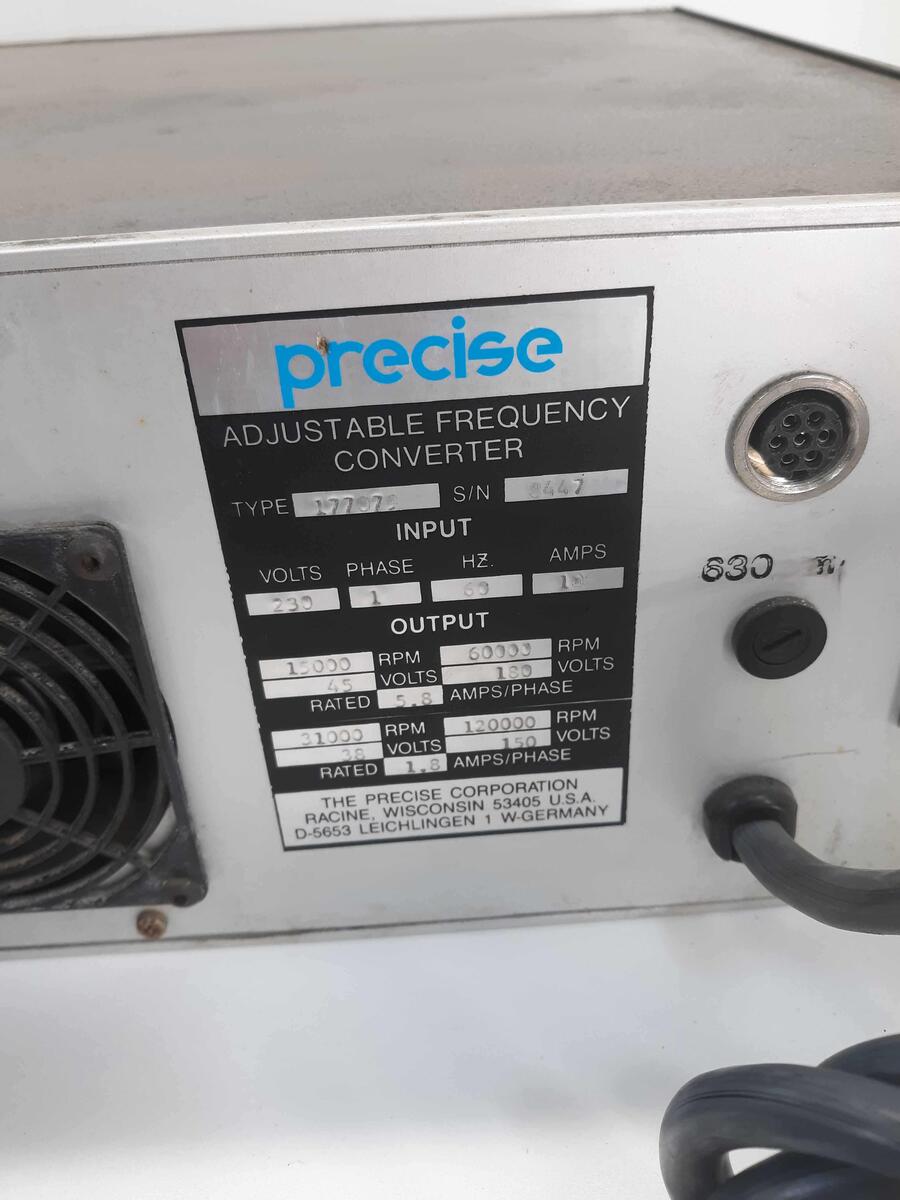 precise
ADJUSTABLE FREQUENCY
CONVERTER
TYPE S/N
INPUT
VOLTS PHASE HZ. AMPS
230 1 60 10
OUTPUT
15000 RPM 60000 RPM
45 VOLTS 180 VOLTS
RATED 5.8 AMPS/PHASE
31000 RPM 120000 RPM
38 VOLTS 150 VOLTS
RATED 1.8 AMPS/PHASE
THE PRECISE CORPORATION
RACINE, WISCONSIN 53405 U.S.A.
D-5653 LEICHLINGEN 1 W-GERMANY
630